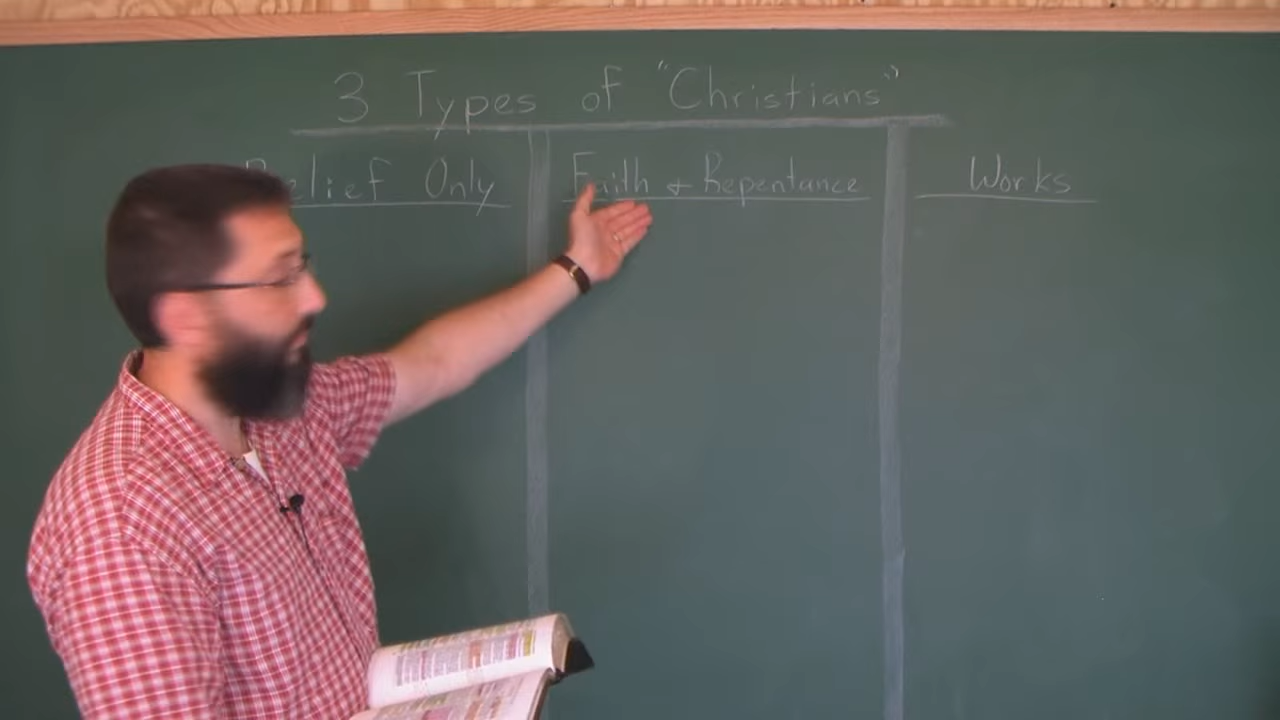 3 Types of "Christians"
Belief Only
Faith & Repentance
Works